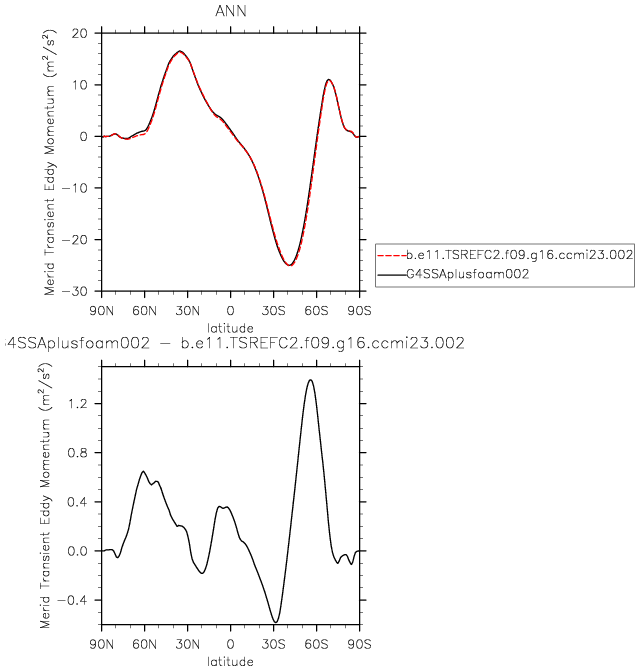 ANN
Merid Transient Eddy Momentum (m²/s²)
20
10
0
−10
−20
−30
90N 60N 30N 0 30S 60S 90S
latitude
b.e11.TSREFC2.f09.g16.ccmi23.002
G4SSAplusfoam002
4SSAplusfoam002 − b.e11.TSREFC2.f09.g16.ccmi23.002
Merid Transient Eddy Momentum (m²/s²)
1.2
0.8
0.4
0.0
−0.4
90N 60N 30N 0 30S 60S 90S
latitude